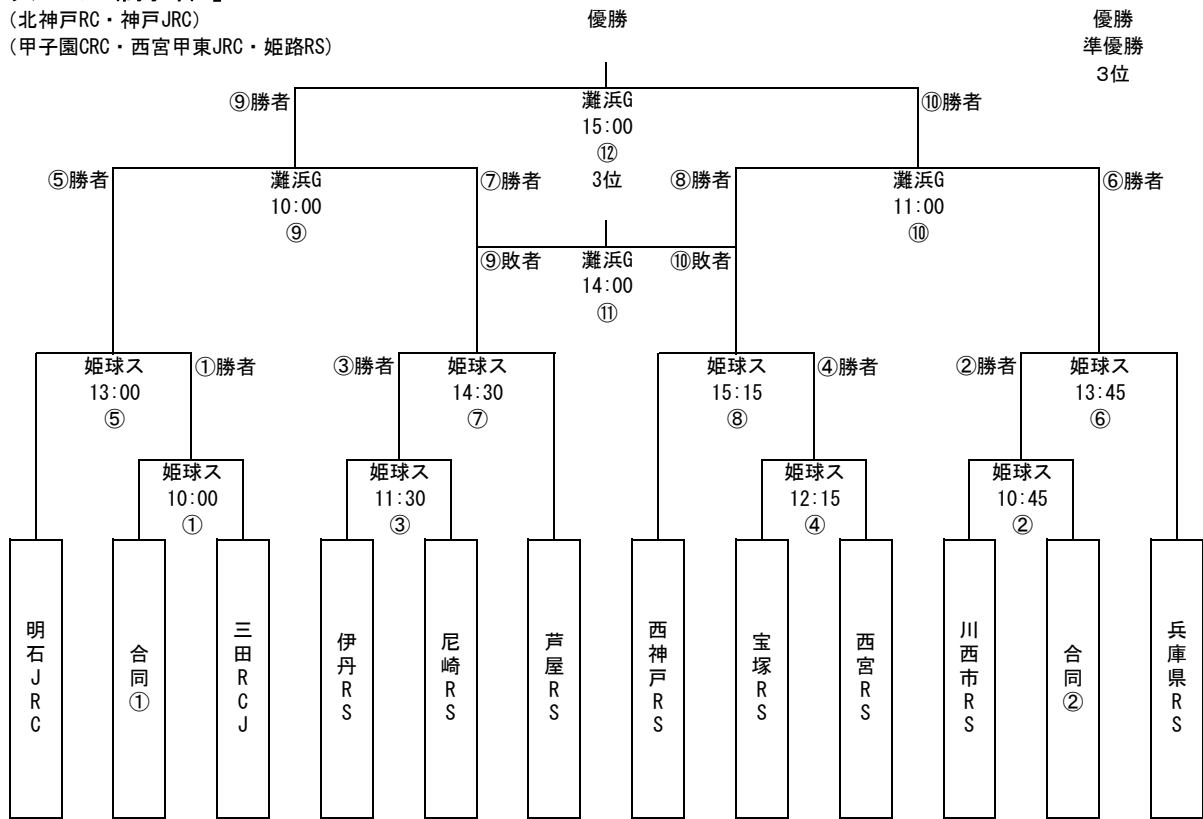 (北神戸RC・神戸JRC)
(甲子園CRC・西宮甲東JRC・姫路RS)
優勝
優勝
準優勝
3位
⑨勝者
灘浜G
15:00
⑫
⑩勝者
⑤勝者
灘浜G
10:00
⑨
⑦勝者
3位
⑧勝者
灘浜G
11:00
⑩
⑥勝者
⑨敗者
灘浜G
14:00
⑪
⑩敗者
姫球ス
13:00
⑤
①勝者
③勝者
姫球ス
14:30
⑦
姫球ス
15:15
⑧
④勝者
②勝者
姫球ス
13:45
⑥
姫球ス
10:00
①
姫球ス
11:30
③
姫球ス
12:15
④
姫球ス
10:45
②
明石JRC
合同①
三田RCJ
伊丹RS
尼崎RS
芦屋RS
西神戸RS
宝塚RS
西宮RS
川西市RS
合同②
兵庫県RS